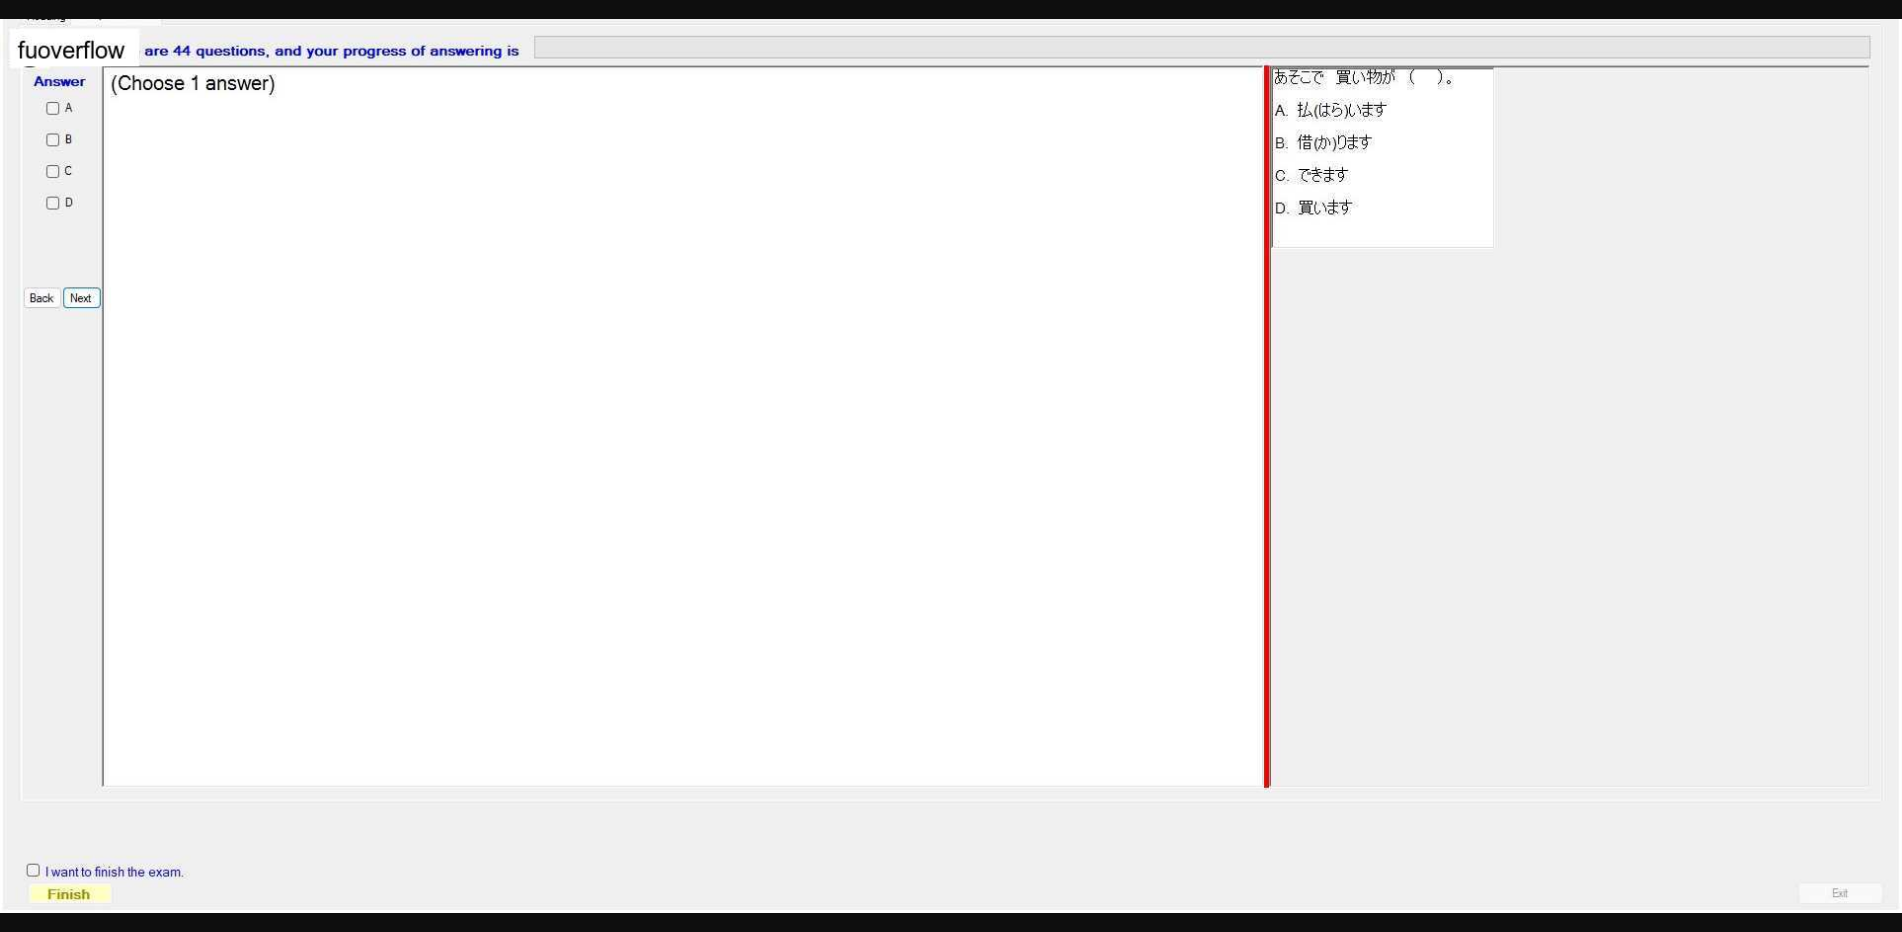 fuoverflow are 44 questions, and your progress of answering is
Answer
(Choose 1 answer)
A
B
C
D
Back Next
あそこで 買い物が ( )。
A. 払(はら)います
B. 借(か)ります
C. できます
D. 買います
I want to finish the exam.
Finish
Exit